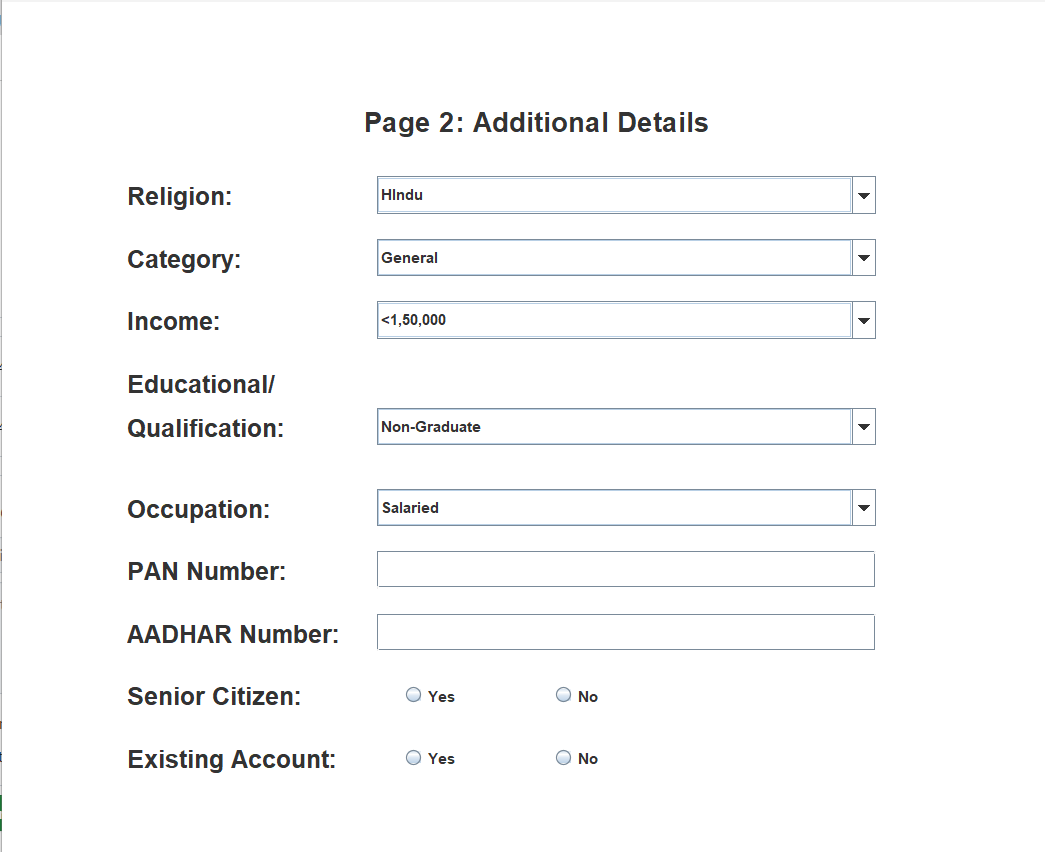 Page 2: Additional Details
Religion: HIndu
Category: General
Income: <1,50,000
Educational/
Qualification: Non-Graduate
Occupation: Salaried
PAN Number:
AADHAR Number:
Senior Citizen: Yes No
Existing Account: Yes No